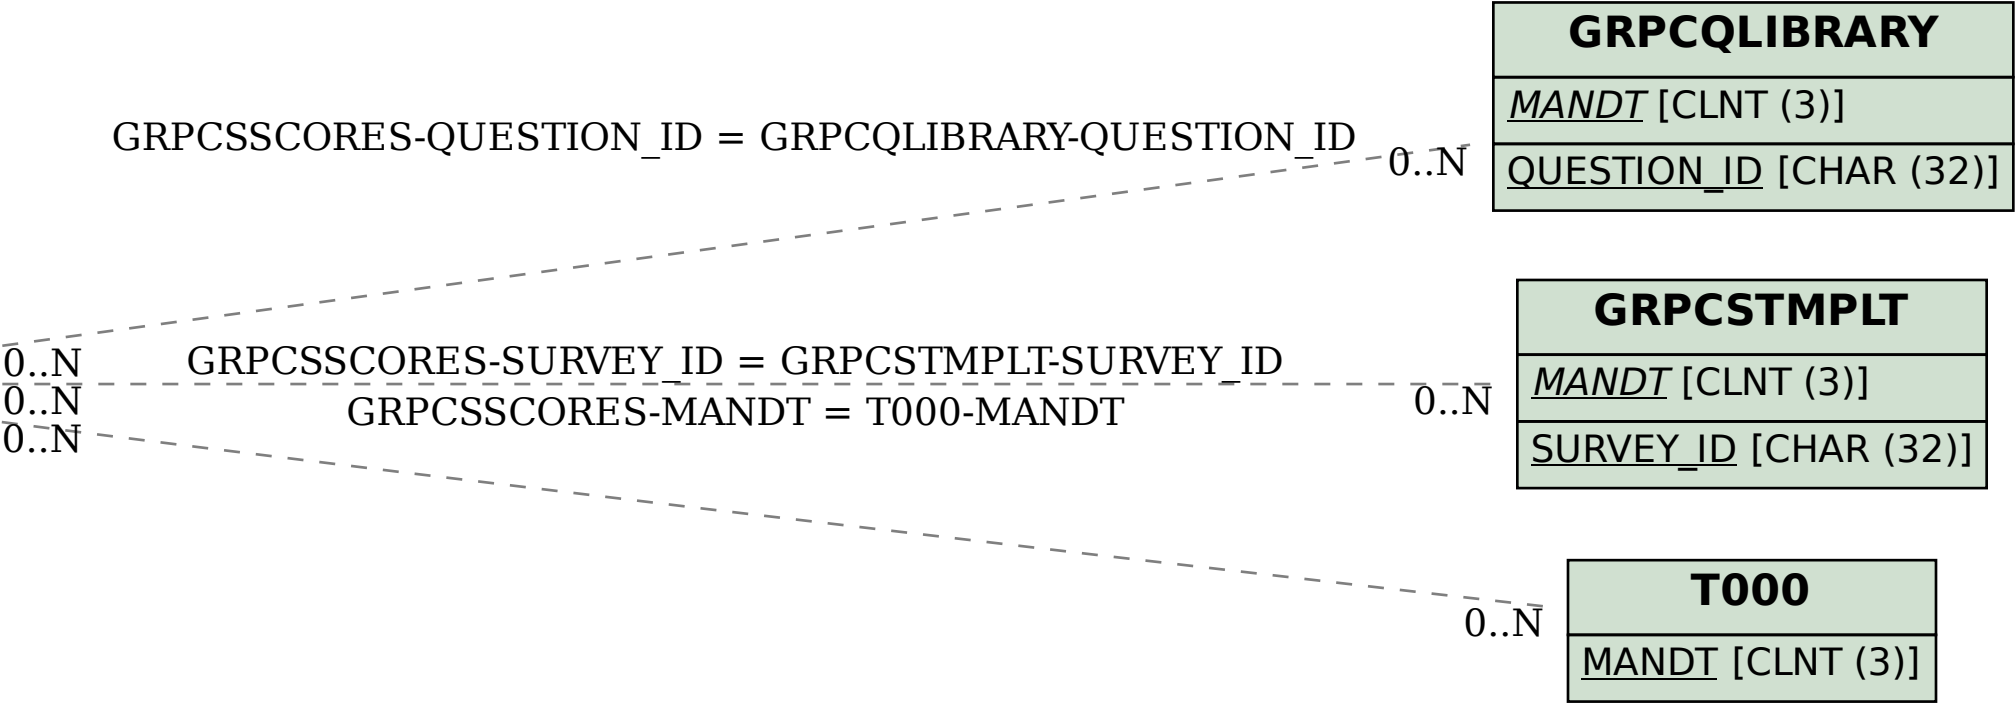 GRPCQLIBRARY
MANDT [CLNT (3)]
QUESTION_ID [CHAR (32)]
GRPCSSCORES-QUESTION_ID = GRPCQLIBRARY-QUESTION_ID
0..N
GRPCSTMPLT
MANDT [CLNT (3)]
SURVEY_ID [CHAR (32)]
0..N
GRPCSSCORES-SURVEY_ID = GRPCSTMPLT-SURVEY_ID
0..N
0..N
GRPCSSCORES-MANDT = T000-MANDT
0..N
0..N
T000
MANDT [CLNT (3)]